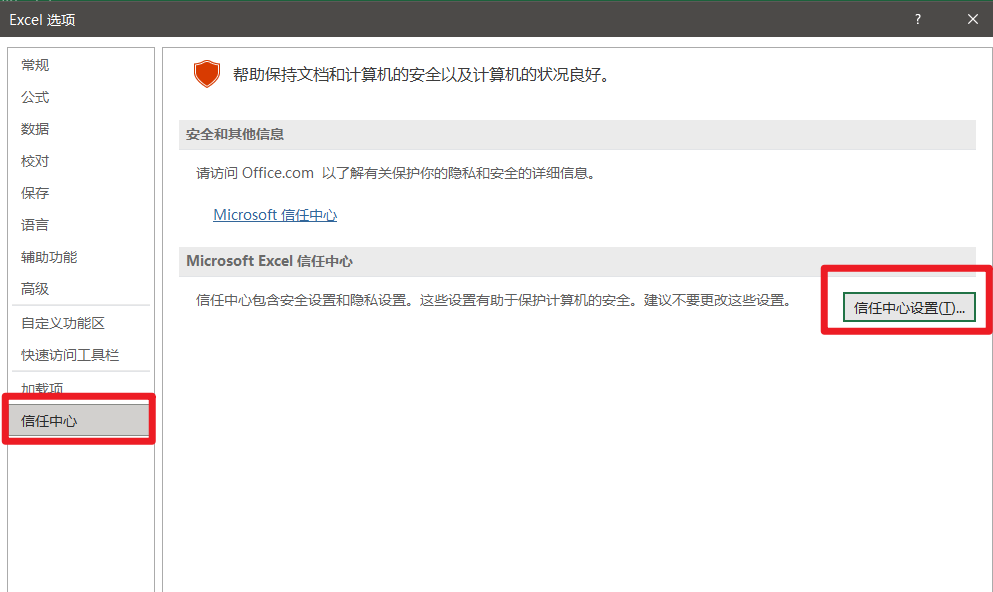 Excel 选项
?
常规
公式
数据
校对
保存
语言
辅助功能
高级
自定义功能区
快速访问工具栏
加载项
信任中心
帮助保持文档和计算机的安全以及计算机的状况良好。
安全和其他信息
请访问 Office.com 以了解有关保护你的隐私和安全的详细信息。
Microsoft 信任中心
Microsoft Excel 信任中心
信任中心包含安全设置和隐私设置。这些设置有助于保护计算机的安全。建议不要更改这些设置。
信任中心设置(T)...